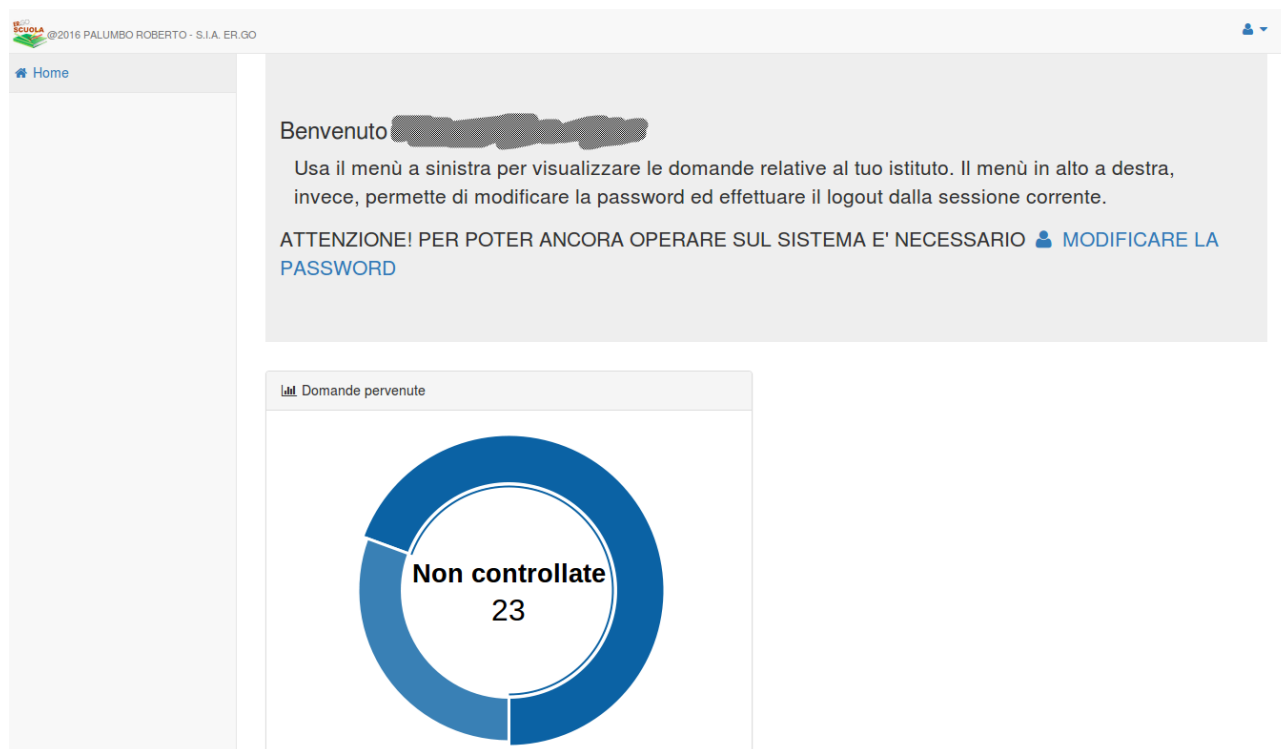 ER.GO
SCUOLA
@2016 PALUMBO ROBERTO - S.I.A. ER.GO
Home
Benvenuto
Usa il menù a sinistra per visualizzare le domande relative al tuo istituto. Il menù in alto a destra,
invece, permette di modificare la password ed effettuare il logout dalla sessione corrente.
ATTENZIONE! PER POTER ANCORA OPERARE SUL SISTEMA E' NECESSARIO MODIFICARE LA
PASSWORD
Domande pervenute
Non controllate
23